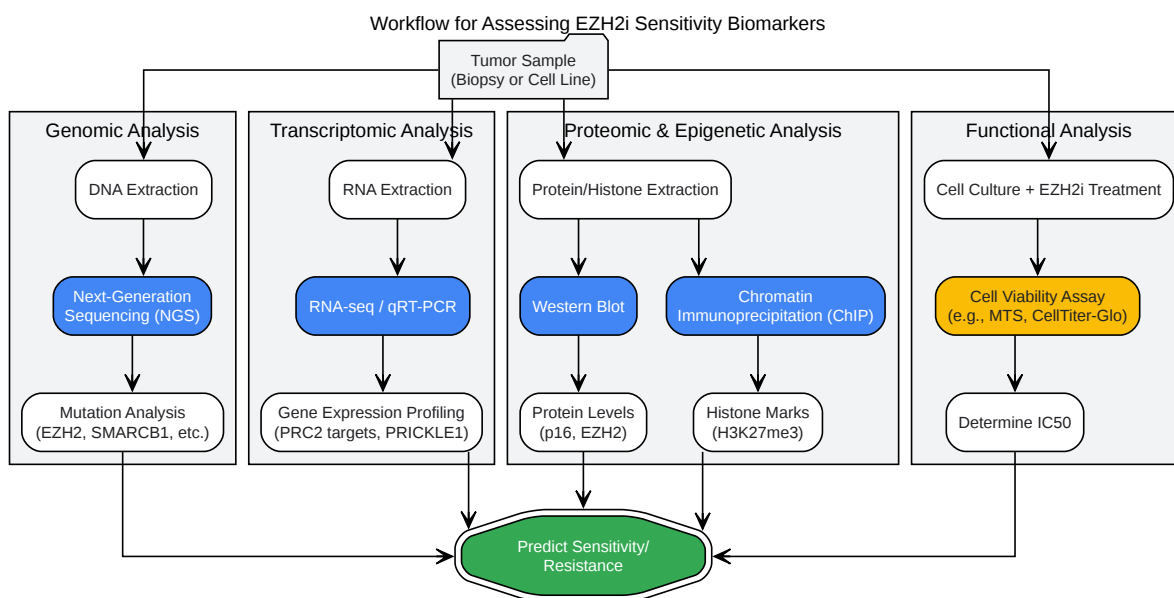 Workflow for Assessing EZH2i Sensitivity Biomarkers
Tumor Sample
(Biopsy or Cell Line)
Genomic Analysis
DNA Extraction
Next-Generation
Sequencing (NGS)
Mutation Analysis
(EZH2, SMARCB1, etc.)
Transcriptomic Analysis
RNA Extraction
RNA-seq / qRT-PCR
Gene Expression Profiling
(PRC2 targets, PRICKLE1)
Proteomic & Epigenetic Analysis
Protein/Histone Extraction
Western Blot
Protein Levels
(p16, EZH2)
Chromatin
Immunoprecipitation (ChIP)
Histone Marks
(H3K27me3)
Functional Analysis
Cell Culture + EZH2i Treatment
Cell Viability Assay
(e.g., MTS, CellTiter-Glo)
Determine IC50
Predict Sensitivity/
Resistance